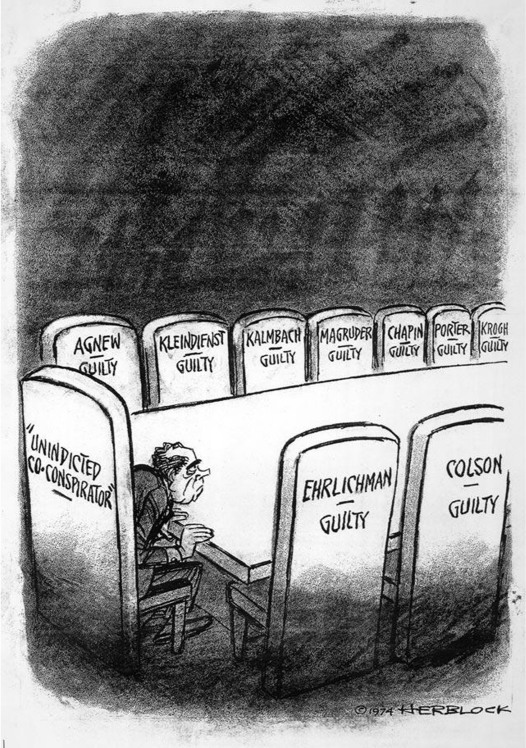 AGNEW
GUILTY
KLEINDIENST
GUILTY
KALMBACH
GUILTY
MAGRUDER
GUILTY
CHAPIN
GUILTY
PORTER
GUILTY
KROGH
GUILTY
"UNINDICTED
CO-CONSPIRATOR"
EHRLICHMAN
GUILTY
COLSON
GUILTY
©1974 HERBLOCK